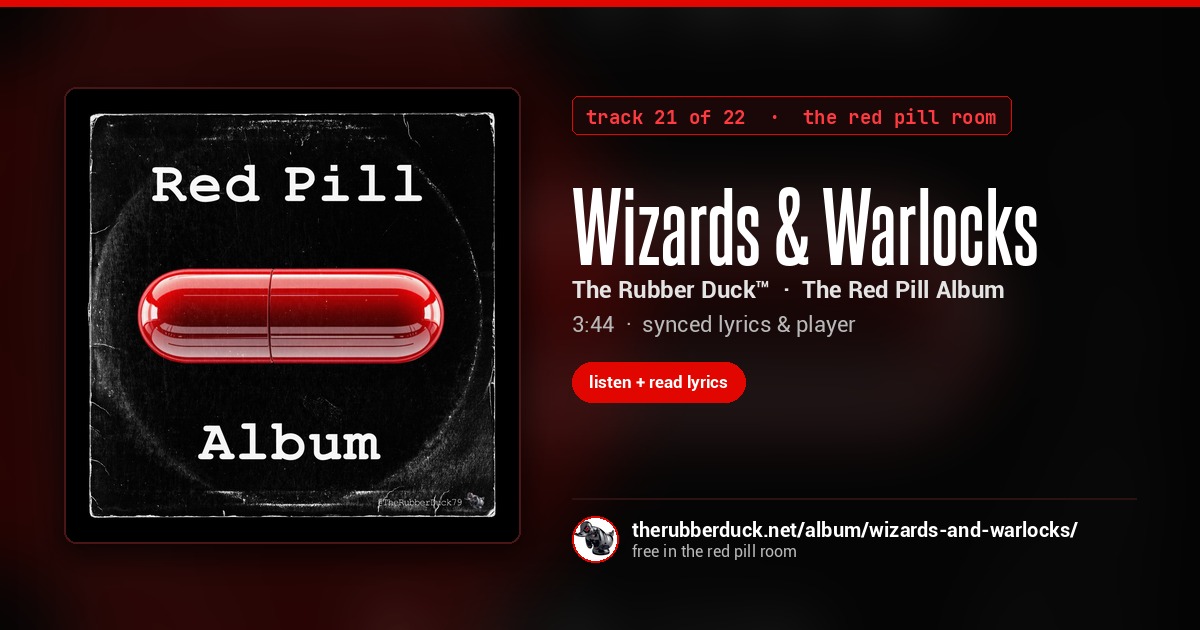 Red Pill
Album
#TheRubberDuck79
track 21 of 22 · the red pill room
Wizards & Warlocks
The Rubber Duck™ · The Red Pill Album
3:44 · synced lyrics & player
listen + read lyrics
therubberduck.net/album/wizards-and-warlocks/
free in the red pill room